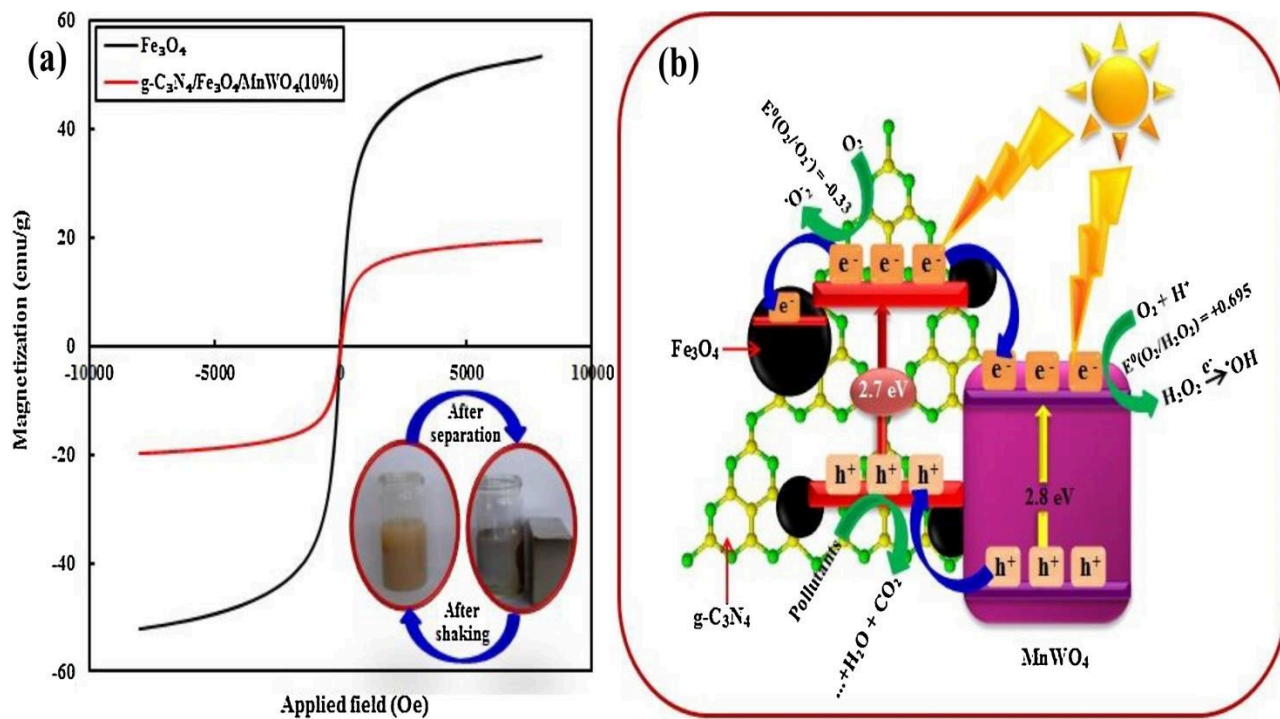 (a)
Fe₃O₄
g-C₃N₄/Fe₃O₄/MnWO₄(10%)
60
40
20
0
-20
-40
-60
-10000
-5000
0
5000
10000
Magnetization (emu/g)
Applied field (Oe)
After
separation
After
shaking
(b)
E⁰(O₂/·O₂⁻) = -0.33
O₂
·O₂⁻
e⁻ e⁻ e⁻
e⁻
Fe₃O₄
2.7 eV
h⁺ h⁺ h⁺
Pollutants
...+H₂O + CO₂
g-C₃N₄
e⁻ e⁻ e⁻
O₂ + H⁺
E⁰(O₂/H₂O₂) = +0.695
H₂O₂ e⁻→ ·OH
2.8 eV
h⁺ h⁺ h⁺
MnWO₄